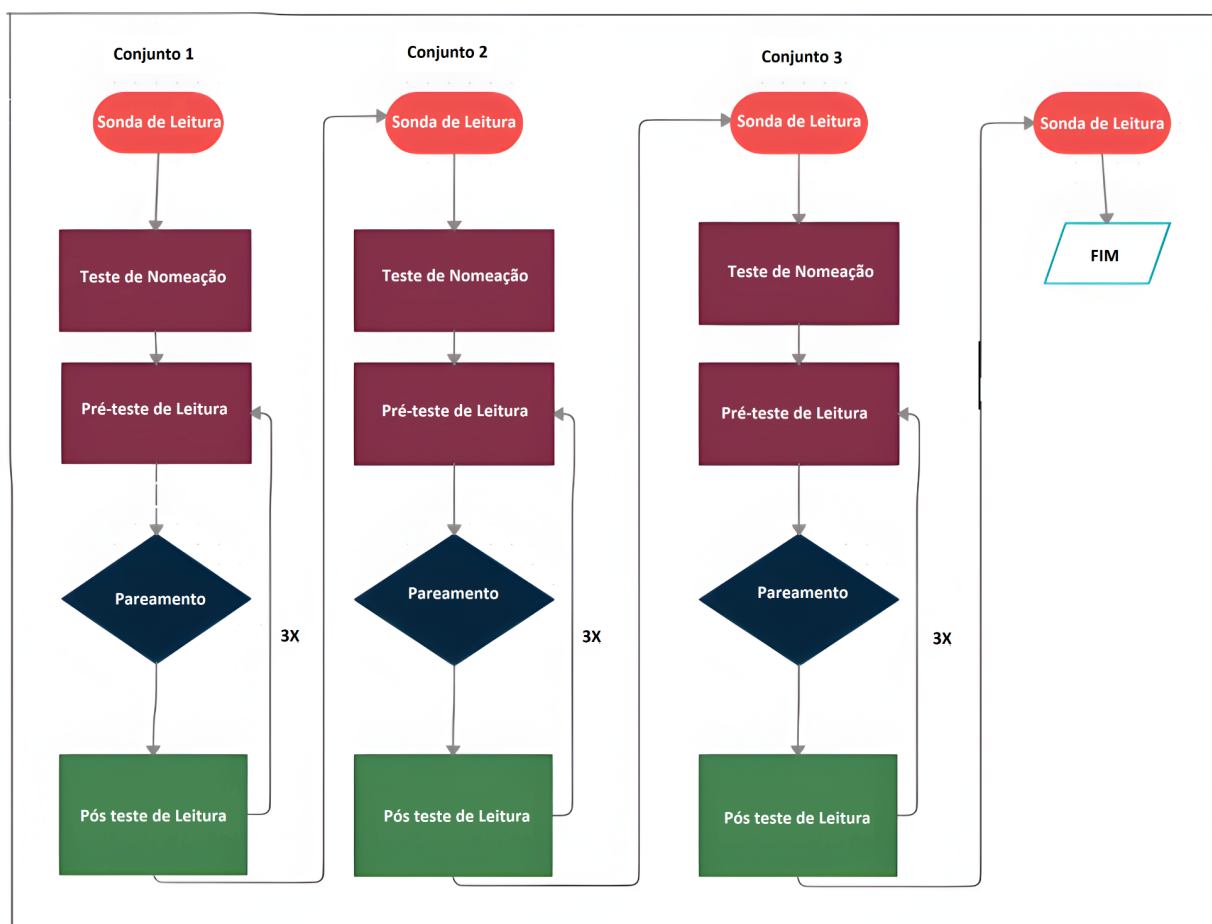 Conjunto 1
Sonda de Leitura
Teste de Nomeação
Pré-teste de Leitura
Pareamento
3X
Pós teste de Leitura
Conjunto 2
Sonda de Leitura
Teste de Nomeação
Pré-teste de Leitura
Pareamento
3X
Pós teste de Leitura
Conjunto 3
Sonda de Leitura
Teste de Nomeação
Pré-teste de Leitura
Pareamento
3X
Pós teste de Leitura
Sonda de Leitura
FIM